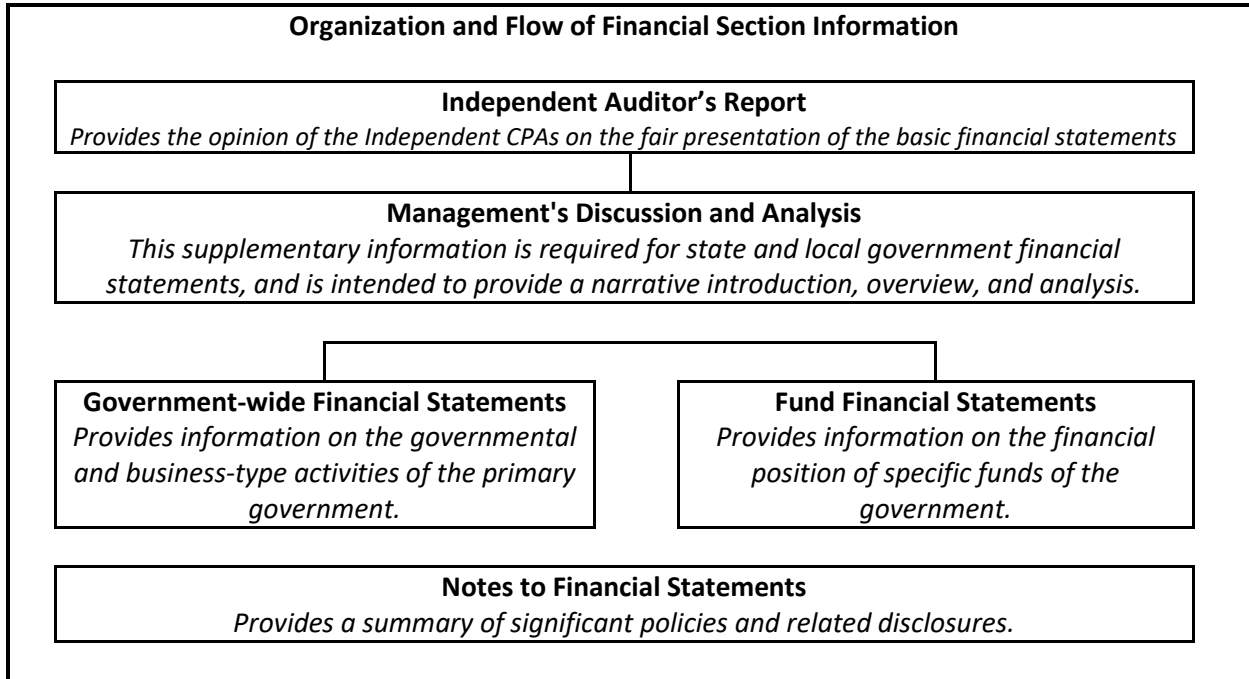 Organization and Flow of Financial Section Information
Independent Auditor’s Report
Provides the opinion of the Independent CPAs on the fair presentation of the basic financial statements
Management's Discussion and Analysis
This supplementary information is required for state and local government financial
statements, and is intended to provide a narrative introduction, overview, and analysis.
Government-wide Financial Statements
Provides information on the governmental
and business-type activities of the primary
government.
Fund Financial Statements
Provides information on the financial
position of specific funds of the
government.
Notes to Financial Statements
Provides a summary of significant policies and related disclosures.